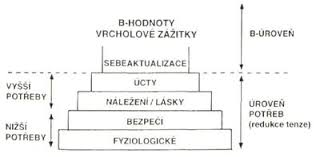 B-HODNOTY
VRCHOLOVÉ ZÁŽITKY
B-ÚROVEŇ
SEBEAKTUALIZACE
VYŠŠÍ
POTŘEBY
ÚCTY
NÁLEŽENÍ / LÁSKY
NIŽŠÍ
POTŘEBY
BEZPEČÍ
FYZIOLOGICKÉ
ÚROVEŇ
POTŘEB
(redukce tenze)